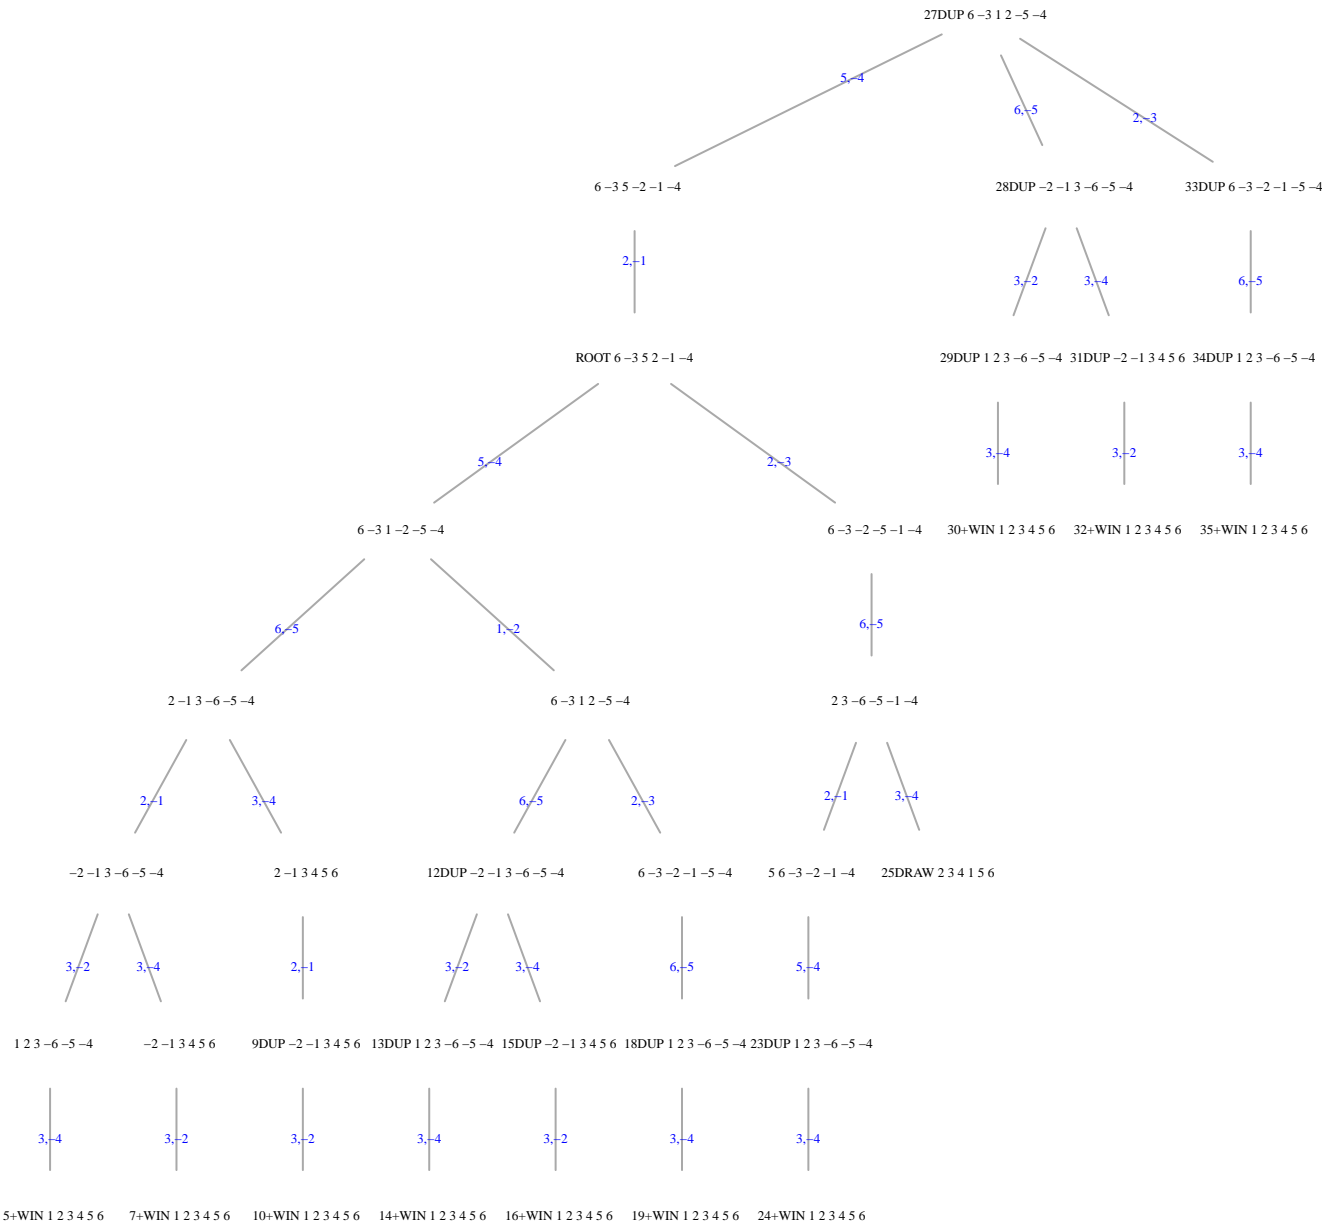 27DUP 6 −3 1 2 −5 −4
5,−4
6,−5
2,−3
6 −3 5 −2 −1 −4
28DUP −2 −1 3 −6 −5 −4
33DUP 6 −3 −2 −1 −5 −4
2,−1
3,−2
3,−4
6,−5
ROOT 6 −3 5 2 −1 −4
29DUP 1 2 3 −6 −5 −4
31DUP −2 −1 3 4 5 6
34DUP 1 2 3 −6 −5 −4
5,−4
2,−3
3,−4
3,−2
3,−4
6 −3 1 −2 −5 −4
6 −3 −2 −5 −1 −4
30+WIN 1 2 3 4 5 6
32+WIN 1 2 3 4 5 6
35+WIN 1 2 3 4 5 6
6,−5
1,−2
6,−5
2 −1 3 −6 −5 −4
6 −3 1 2 −5 −4
2 3 −6 −5 −1 −4
2,−1
3,−4
6,−5
2,−3
2,−1
3,−4
−2 −1 3 −6 −5 −4
2 −1 3 4 5 6
12DUP −2 −1 3 −6 −5 −4
6 −3 −2 −1 −5 −4
5 6 −3 −2 −1 −4
25DRAW 2 3 4 1 5 6
3,−2
3,−4
2,−1
3,−2
3,−4
6,−5
5,−4
1 2 3 −6 −5 −4
−2 −1 3 4 5 6
9DUP −2 −1 3 4 5 6
13DUP 1 2 3 −6 −5 −4
15DUP −2 −1 3 4 5 6
18DUP 1 2 3 −6 −5 −4
23DUP 1 2 3 −6 −5 −4
3,−4
3,−2
3,−2
3,−4
3,−2
3,−4
3,−4
5+WIN 1 2 3 4 5 6
7+WIN 1 2 3 4 5 6
10+WIN 1 2 3 4 5 6
14+WIN 1 2 3 4 5 6
16+WIN 1 2 3 4 5 6
19+WIN 1 2 3 4 5 6
24+WIN 1 2 3 4 5 6